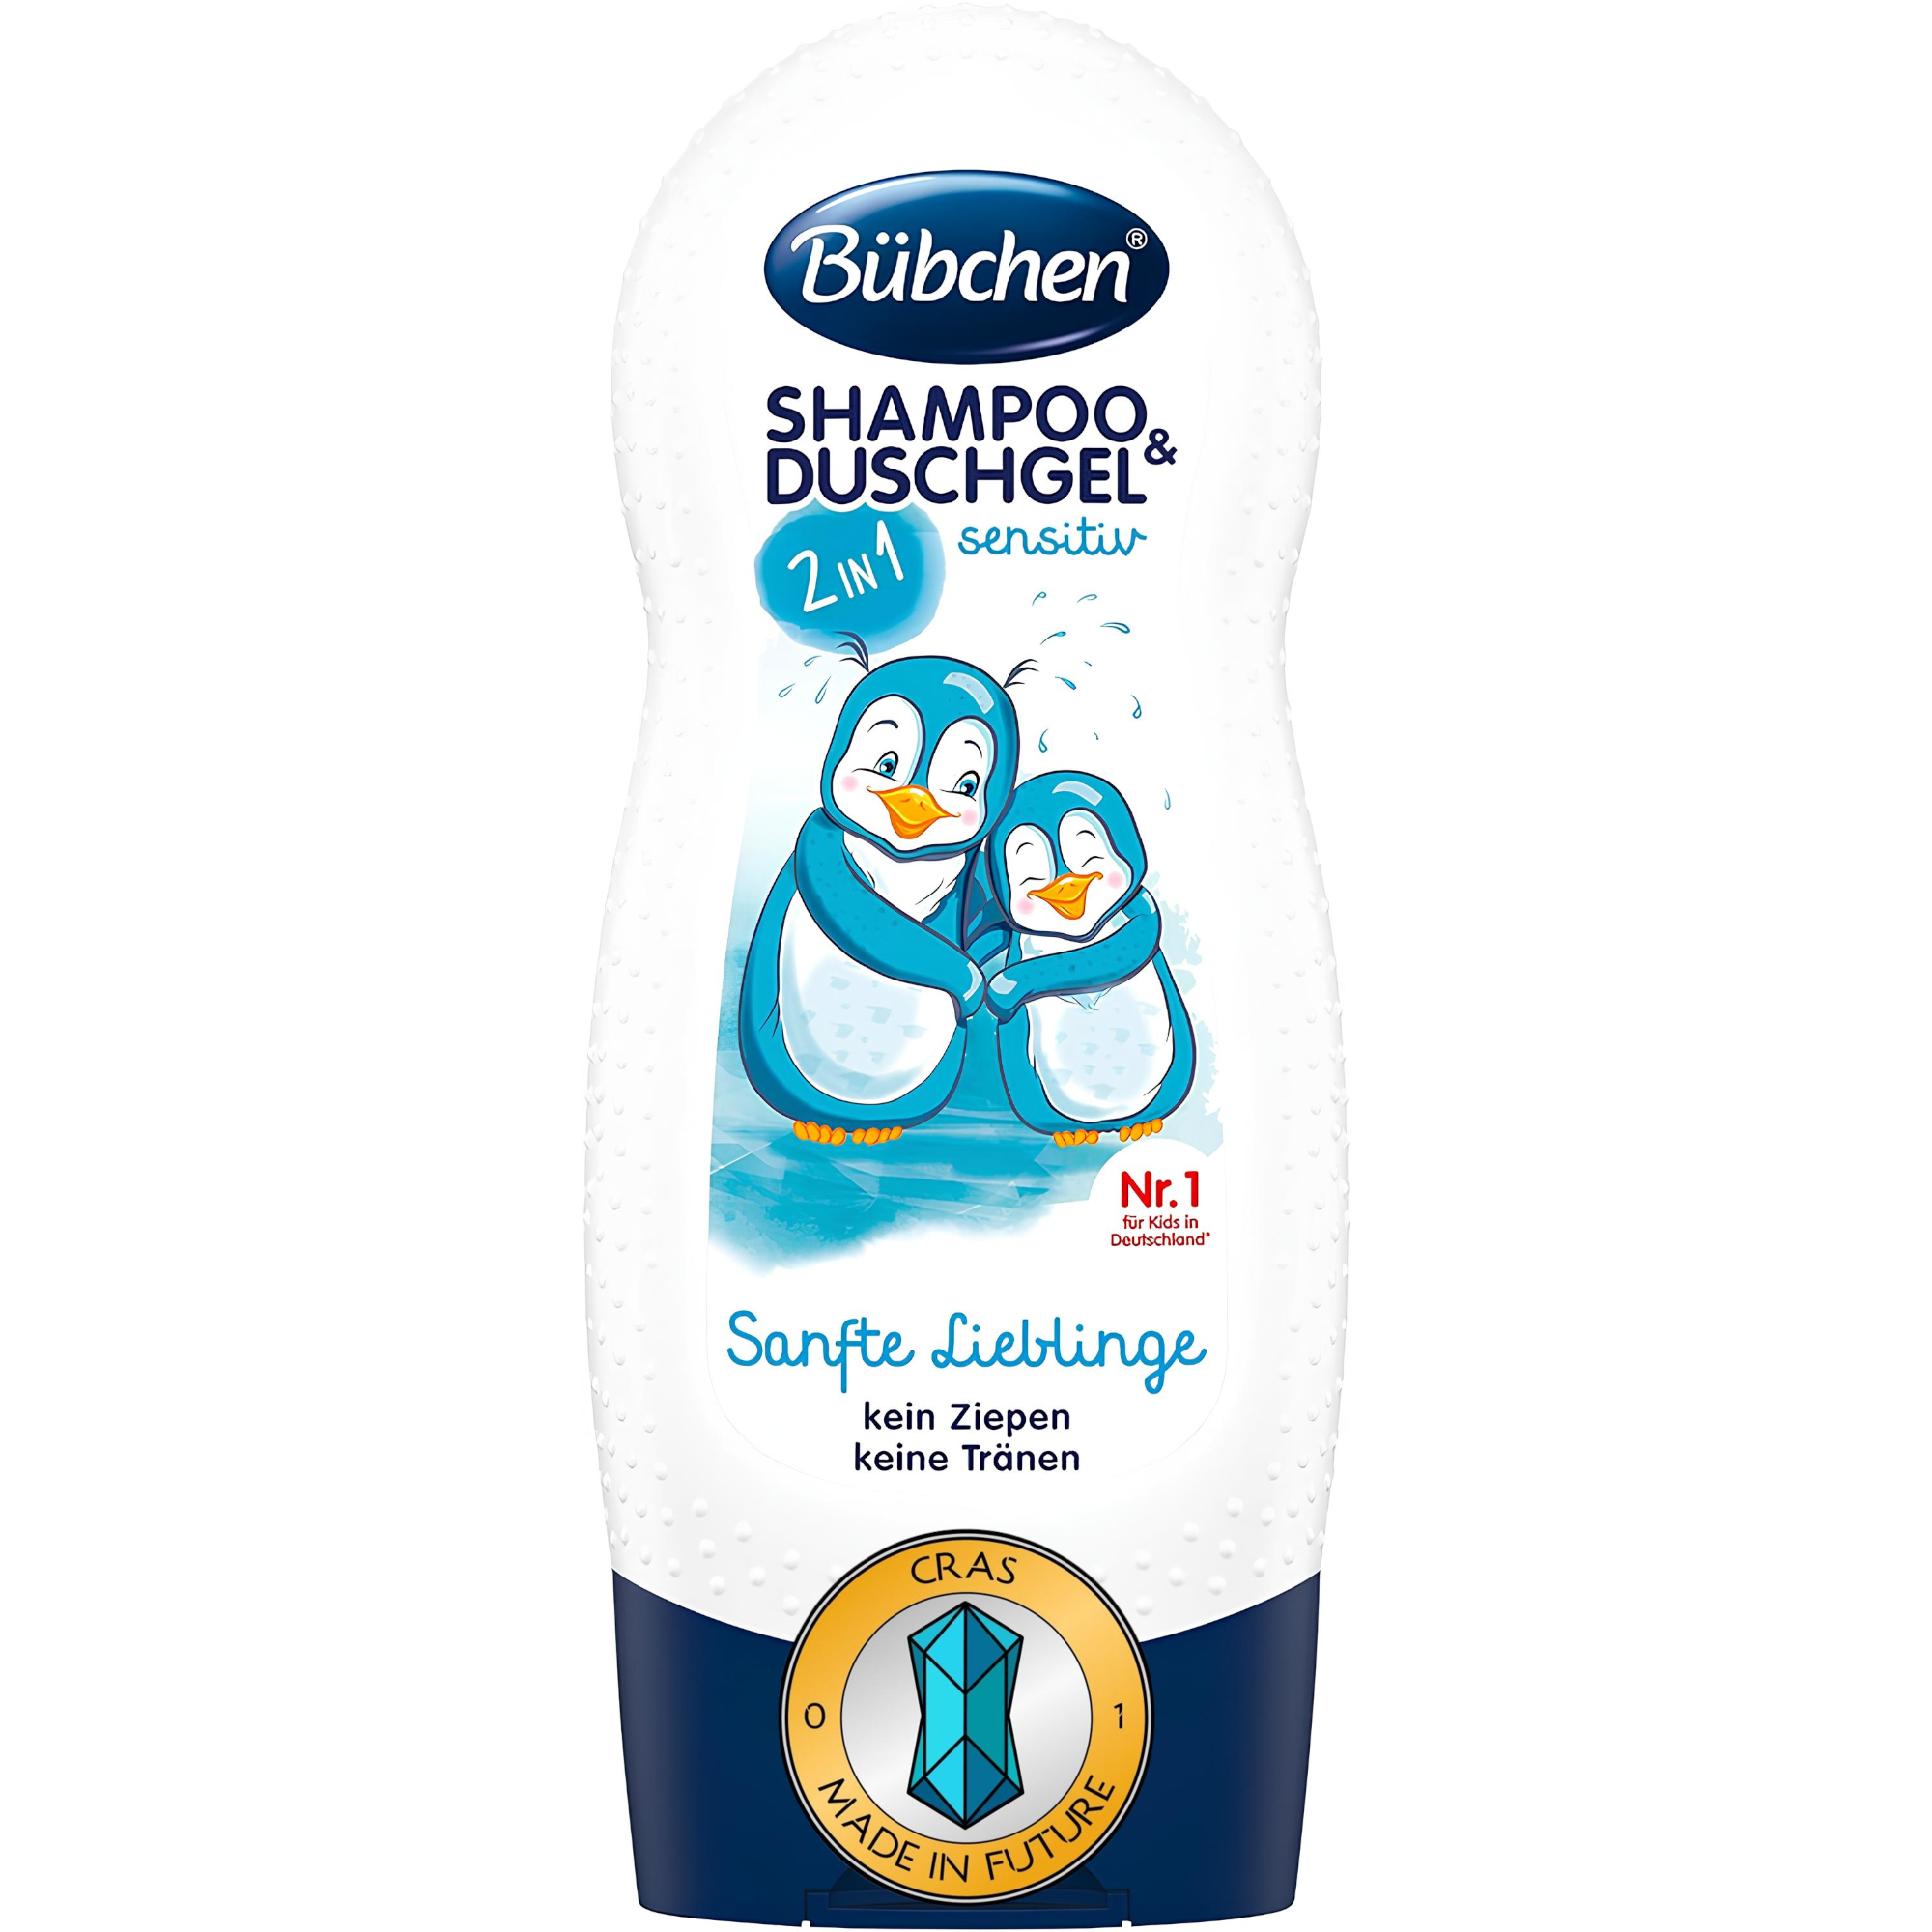 Bübchen®
SHAMPOO &
DUSCHGEL
sensitiv
2 IN 1
Nr. 1
für Kids in
Deutschland*
Sanfte Lieblinge
kein Ziepen
keine Tränen
CRAS
0 1
MADE IN FUTURE